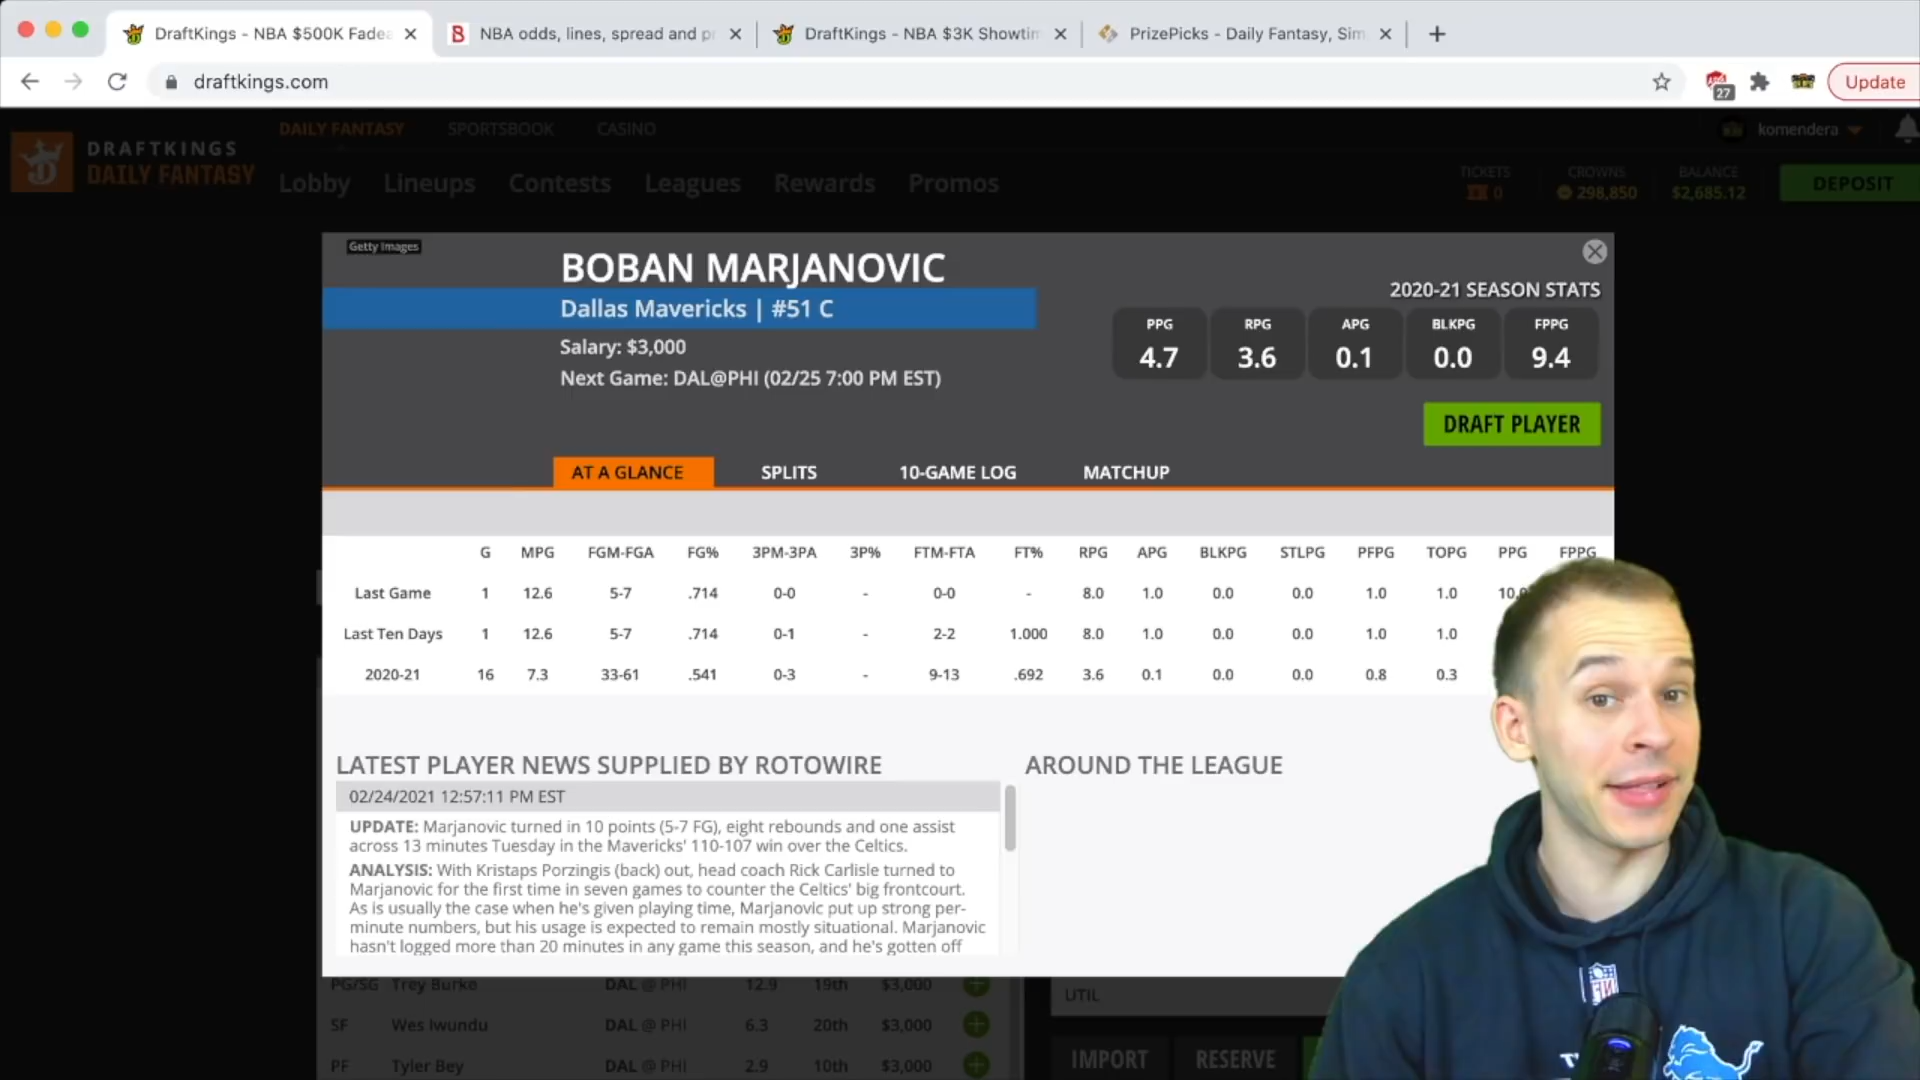 DraftKings - NBA $500K Fadea
NBA odds, lines, spread and pr
DraftKings - NBA $3K Showtim
PrizePicks - Daily Fantasy, Sim
draftkings.com
27
Update
DRAFTKINGS
DAILY FANTASY
DAILY FANTASY SPORTSBOOK CASINO
komendera
Lobby Lineups Contests Leagues Rewards Promos
TICKETS
0
CROWNS
298,850
BALANCE
$2,685.12
DEPOSIT
Getty Images
BOBAN MARJANOVIC
Dallas Mavericks | #51 C
Salary: $3,000
Next Game: DAL@PHI (02/25 7:00 PM EST)
2020-21 SEASON STATS
PPG RPG APG BLKPG FPPG
4.7 3.6 0.1 0.0 9.4
DRAFT PLAYER
AT A GLANCE SPLITS 10-GAME LOG MATCHUP
G MPG FGM-FGA FG% 3PM-3PA 3P% FTM-FTA FT% RPG APG BLKPG STLPG PFPG TOPG PPG FPPG
Last Game 1 12.6 5-7 .714 0-0 - 0-0 - 8.0 1.0 0.0 0.0 1.0 1.0
Last Ten Days 1 12.6 5-7 .714 0-1 - 2-2 1.000 8.0 1.0 0.0 0.0 1.0 1.0
2020-21 16 7.3 33-61 .541 0-3 - 9-13 .692 3.6 0.1 0.0 0.0 0.8 0.3
LATEST PLAYER NEWS SUPPLIED BY ROTOWIRE
02/24/2021 12:57:11 PM EST
UPDATE: Marjanovic turned in 10 points (5-7 FG), eight rebounds and one assist
across 13 minutes Tuesday in the Mavericks' 110-107 win over the Celtics.
ANALYSIS: With Kristaps Porzingis (back) out, head coach Rick Carlisle turned to
Marjanovic for the first time in seven games to counter the Celtics' big frontcourt.
As is usually the case when he's given playing time, Marjanovic put up strong per-
minute numbers, but his usage is expected to remain mostly situational. Marjanovic
hasn't logged more than 20 minutes in any game this season, and he's gotten off
AROUND THE LEAGUE
PG/SG Trey Burke DAL @ PHI 12.9 19th $3,000
SF Wes Iwundu DAL @ PHI 6.3 20th $3,000
PF Tyler Bey DAL @ PHI 2.9 10th $3,000
UTIL
IMPORT RESERVE
NFL